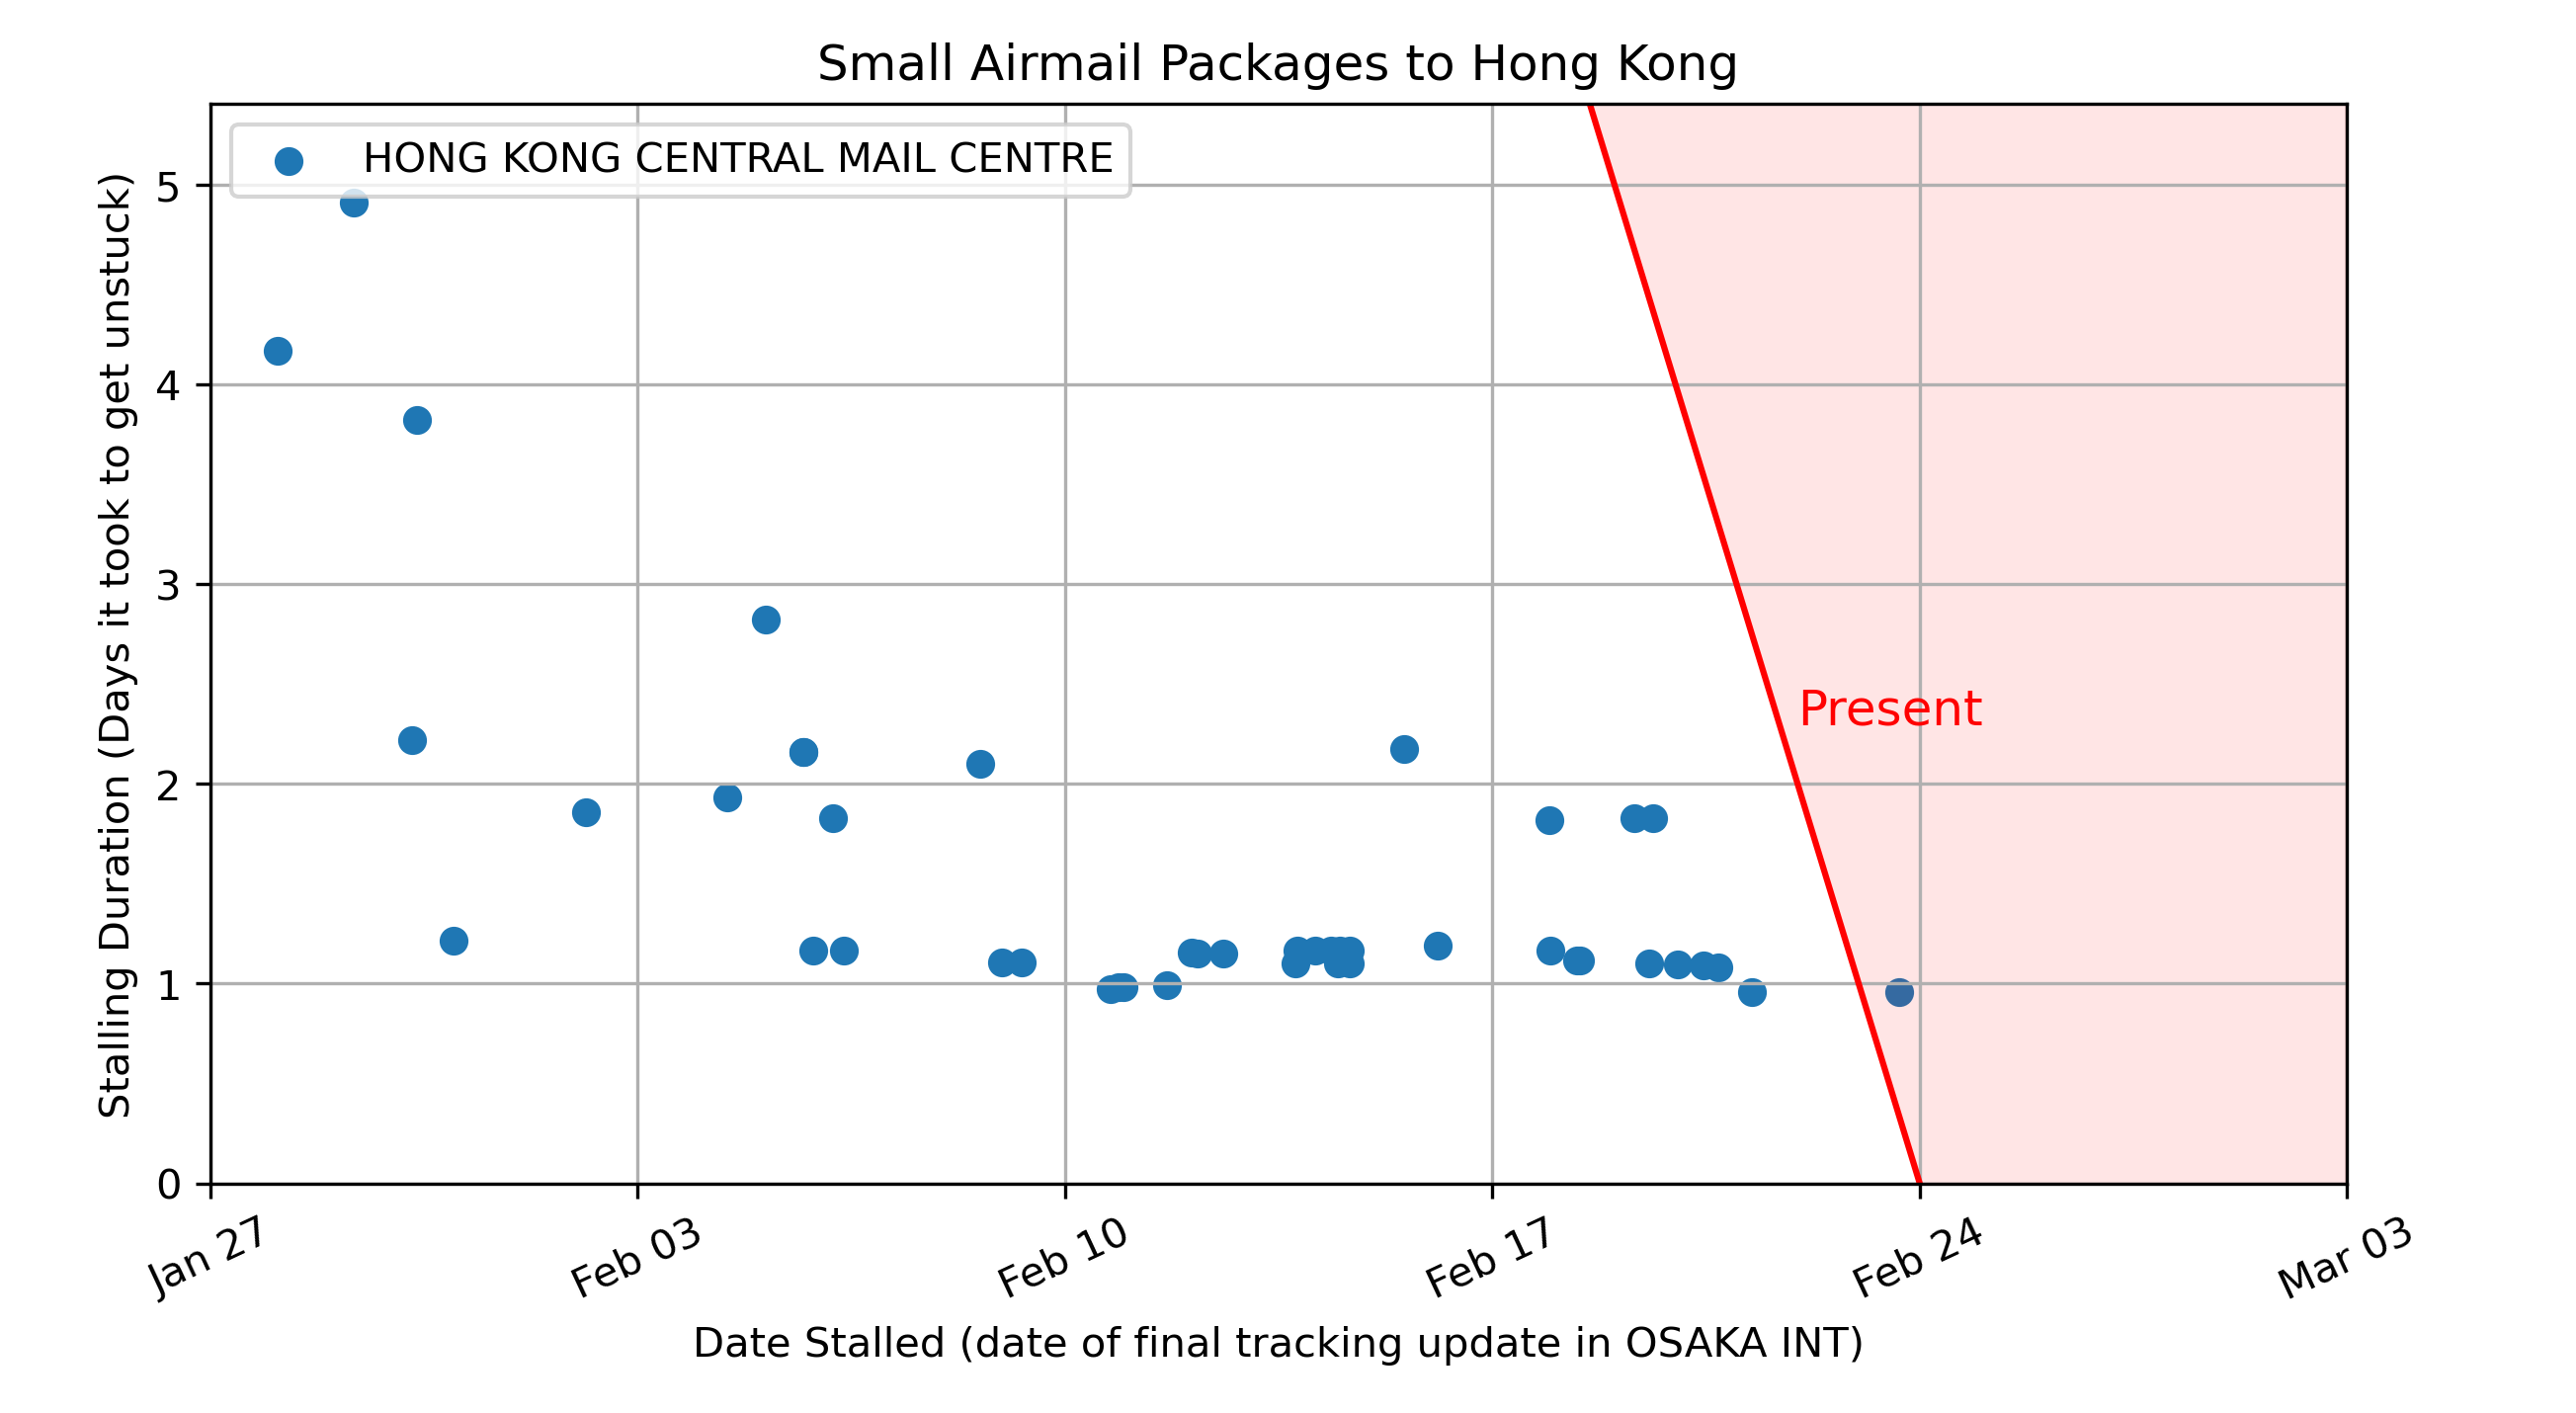 Small Airmail Packages to Hong Kong
HONG KONG CENTRAL MAIL CENTRE
Stalling Duration (Days it took to get unstuck)
5
4
3
2
1
0
Present
Jan 27
Feb 03
Feb 10
Feb 17
Feb 24
Mar 03
Date Stalled (date of final tracking update in OSAKA INT)